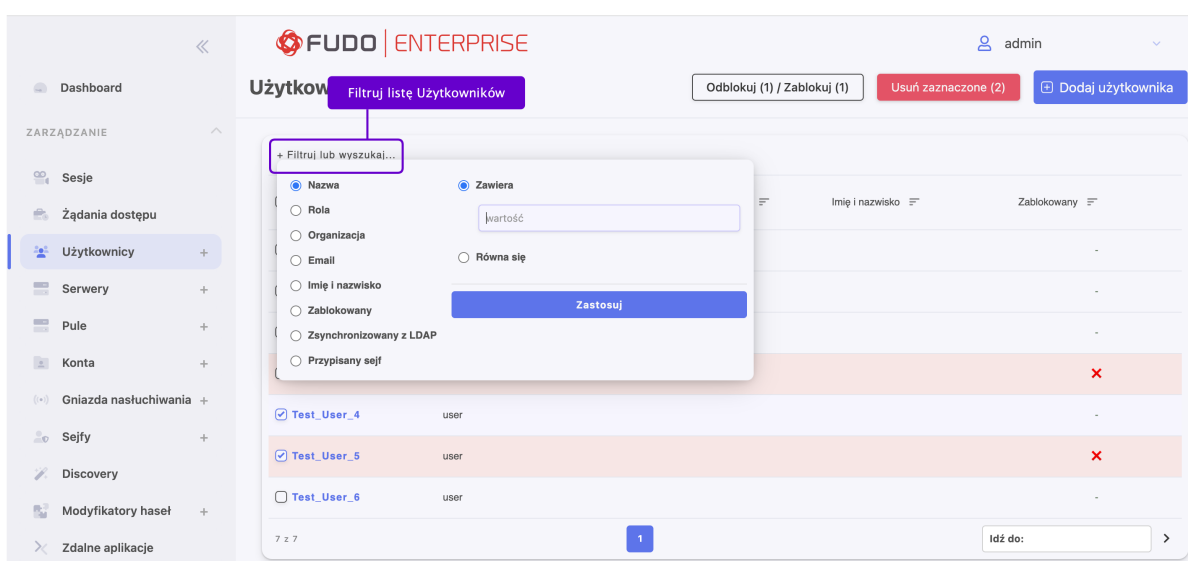 FUDO ENTERPRISE
admin
Dashboard
Użytkow
Filtruj listę Użytkowników
Odblokuj (1) / Zablokuj (1)
Usuń zaznaczone (2)
Dodaj użytkownika
ZARZĄDZANIE
+ Filtruj lub wyszukaj...
Sesje
Nazwa
Zawiera
Żądania dostępu
Rola
wartość
Imię i nazwisko
Zablokowany
Organizacja
Użytkownicy +
Email
Równa się
-
Serwery +
Imię i nazwisko
-
Zablokowany
Zastosuj
Pule +
Zsynchronizowany z LDAP
-
Konta +
Przypisany sejf
Gniazda nasłuchiwania +
Test_User_4 user -
Sejfy +
Test_User_5 user
Discovery
Test_User_6 user -
Modyfikatory haseł +
7 z 7
1
Idź do:
Zdalne aplikacje